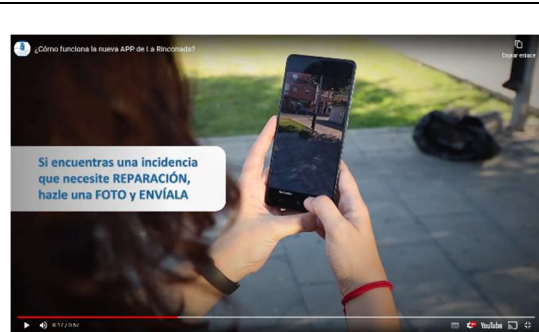 ¿Cómo funciona la nueva APP de La Rinconada?
Copiar enlace
Si encuentras una incidencia
que necesite REPARACIÓN,
hazle una FOTO y ENVÍALA
YouTube